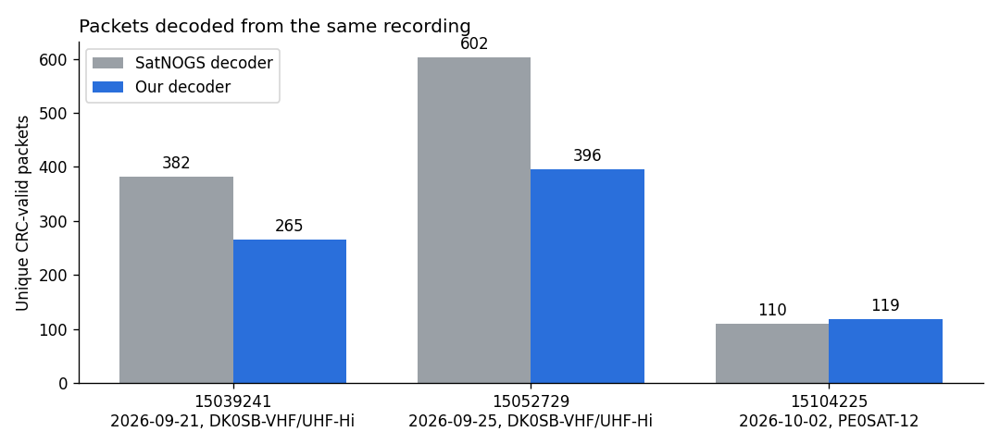 Packets decoded from the same recording
SatNOGS decoder
Our decoder
Unique CRC-valid packets
600
500
400
300
200
100
0
382
265
602
396
110
119
15039241
2026-09-21, DK0SB-VHF/UHF-Hi
15052729
2026-09-25, DK0SB-VHF/UHF-Hi
15104225
2026-10-02, PE0SAT-12